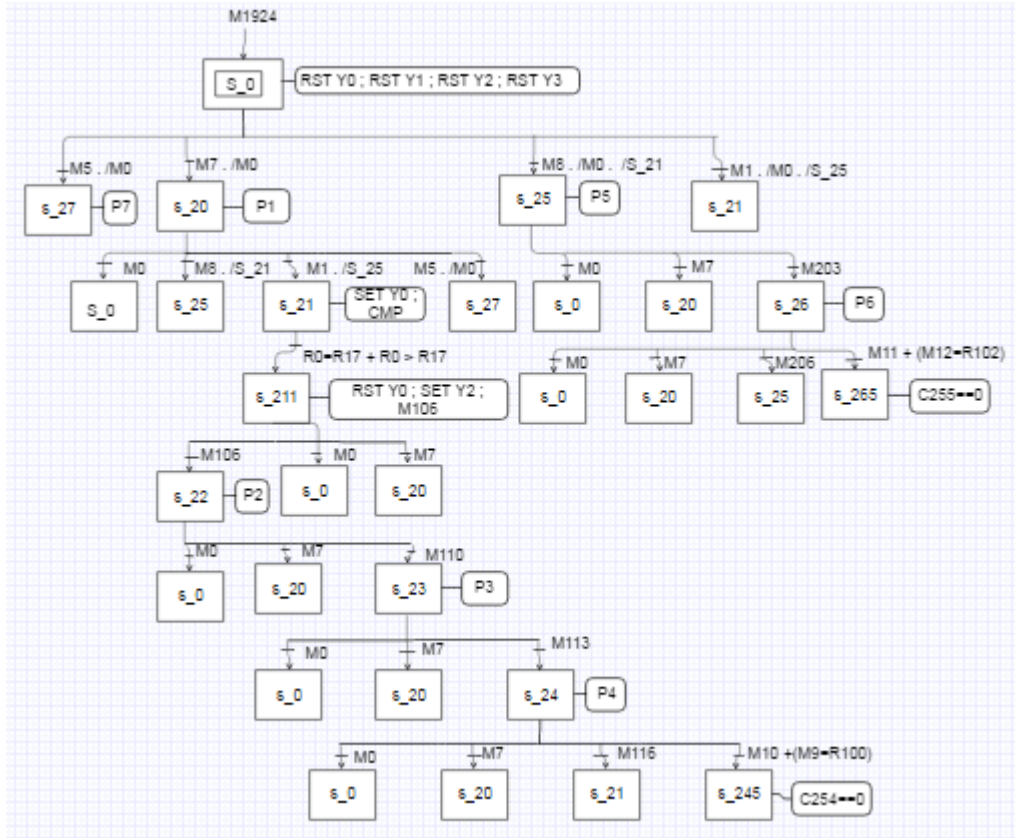 M1924
S_0
RST Y0 ; RST Y1 ; RST Y2 ; RST Y3
M5 . /M0
M7 . /M0
M8 . /M0 . /S_21
M1 . /M0 . /S_25
s_27
P7
s_20
P1
s_25
P5
s_21
M0
M8 . /S_21
M1 . /S_25
M5 . /M0
M0
M7
M203
S_0
s_25
s_21
SET Y0 ;
CMP
s_27
s_0
s_20
s_26
P6
R0=R17 + R0 > R17
M0
M7
M206
M11 + (M12=R102)
s_211
RST Y0 ; SET Y2 ;
M106
s_0
s_20
s_25
s_265
C255==0
M106
M0
M7
s_22
P2
s_0
s_20
M0
M7
M110
s_0
s_20
s_23
P3
M0
M7
M113
s_0
s_20
s_24
P4
M0
M7
M116
M10 +(M9=R100)
s_0
s_20
s_21
s_245
C254==0